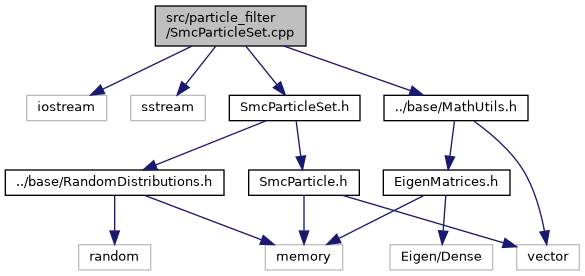 src/particle_filter
/SmcParticleSet.cpp
iostream
sstream
SmcParticleSet.h
../base/MathUtils.h
../base/RandomDistributions.h
SmcParticle.h
EigenMatrices.h
random
memory
Eigen/Dense
vector